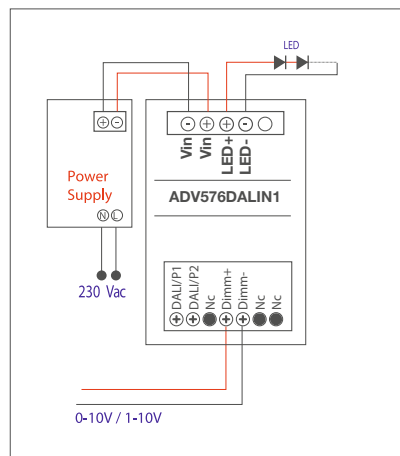 LED
Vin
Vin
LED+
LED-
Power
Supply
N L
ADV576DALIN1
230 Vac
DALI/P1
DALI/P2
Nc
Dimm+
Dimm-
Nc
Nc
0-10V / 1-10V